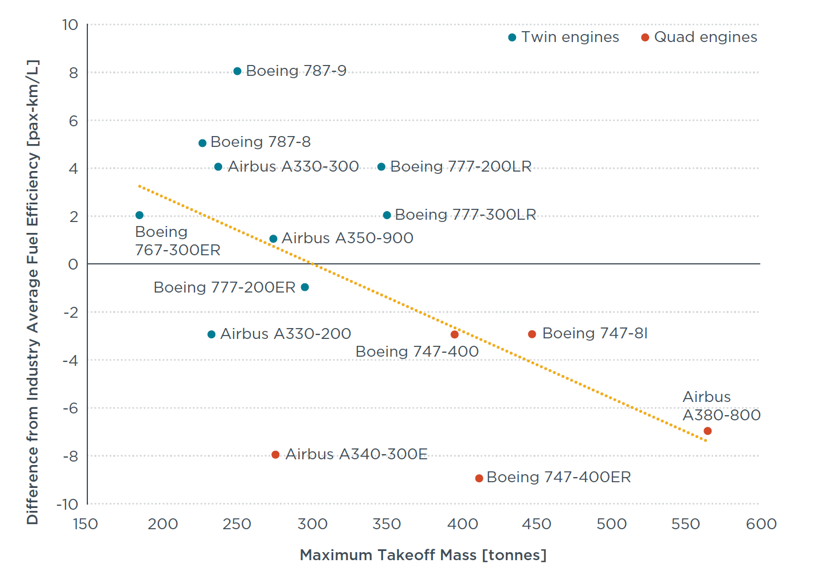 Difference from Industry Average Fuel Efficiency [pax-km/L]
10
8
6
4
2
0
-2
-4
-6
-8
-10
Twin engines
Quad engines
Boeing 787-9
Boeing 787-8
Airbus A330-300
Boeing 777-200LR
Boeing
767-300ER
Boeing 777-300LR
Airbus A350-900
Boeing 777-200ER
Airbus A330-200
Boeing 747-400
Boeing 747-8I
Airbus
A380-800
Airbus A340-300E
Boeing 747-400ER
150
200
250
300
350
400
450
500
550
600
Maximum Takeoff Mass [tonnes]